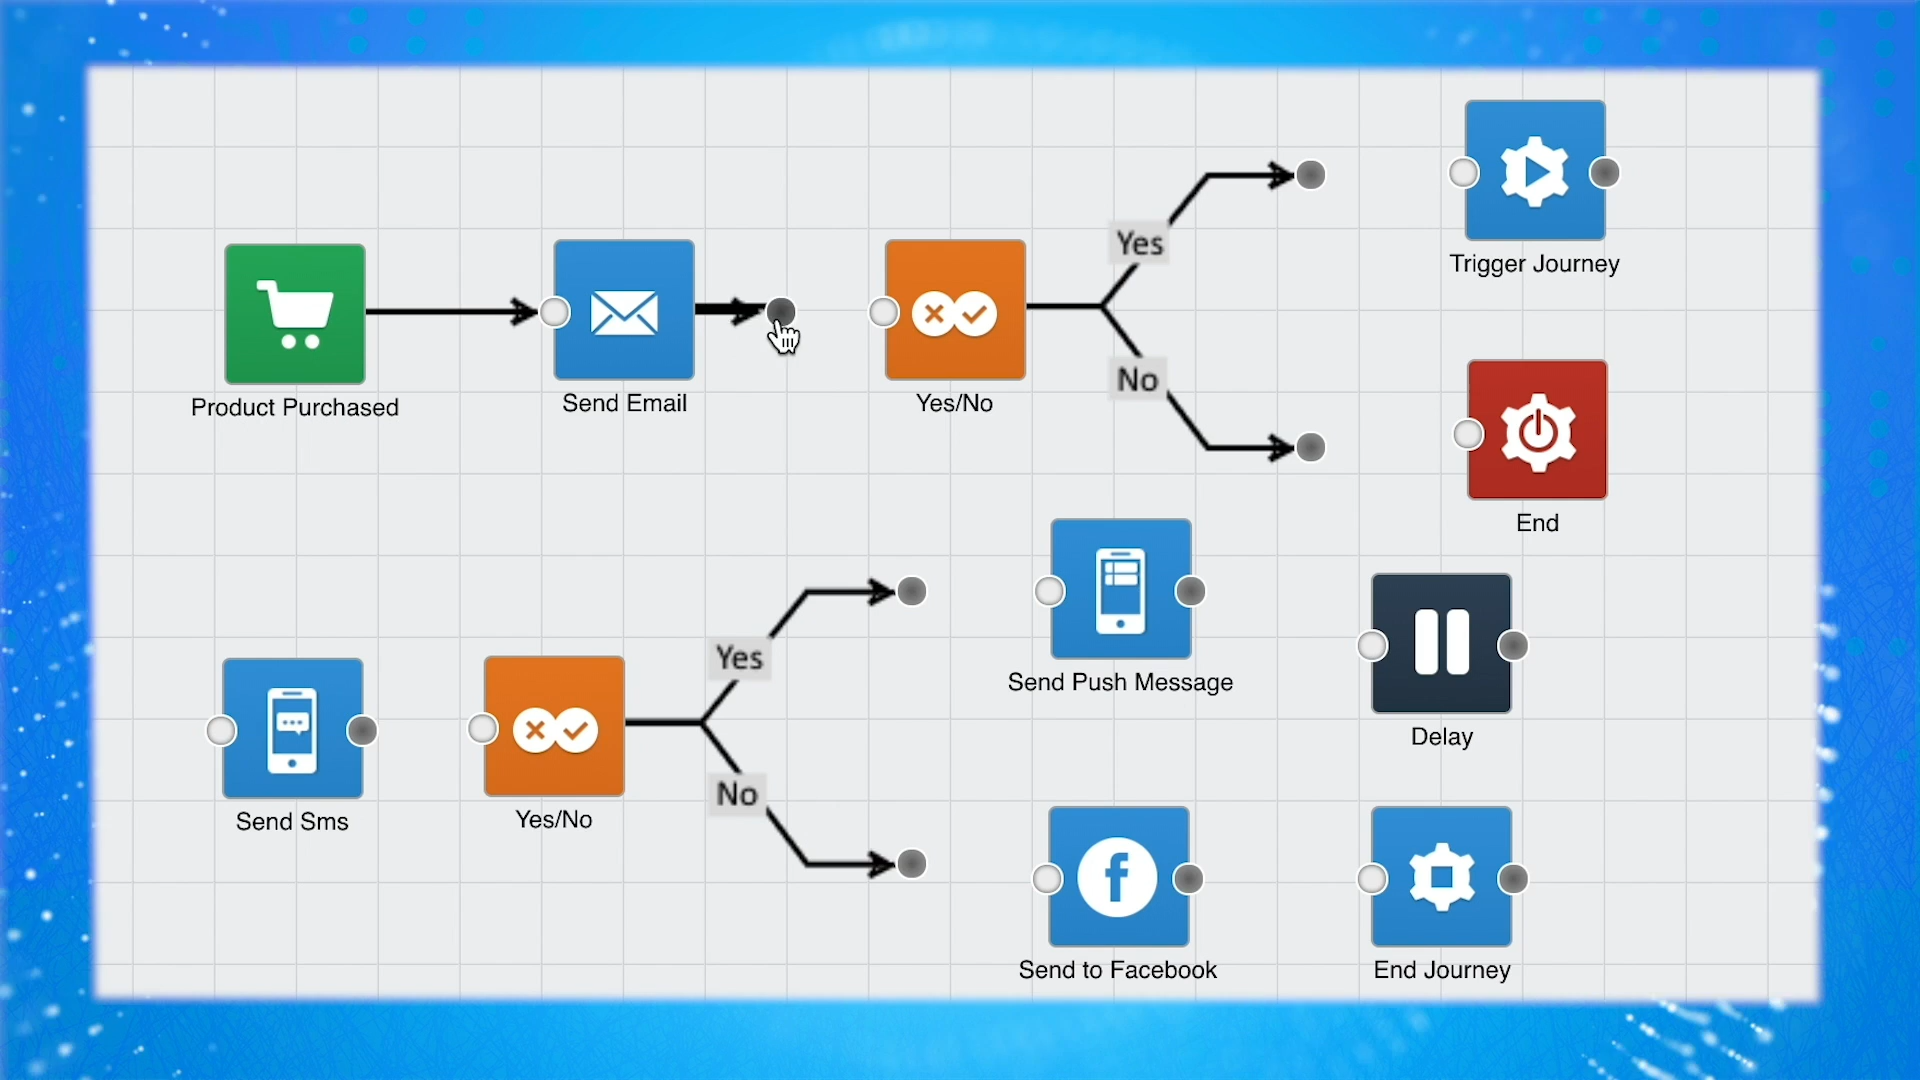 Trigger Journey
Yes
Product Purchased
Send Email
Yes/No
No
End
Send Push Message
Yes
Delay
Send Sms
Yes/No
No
Send to Facebook
End Journey